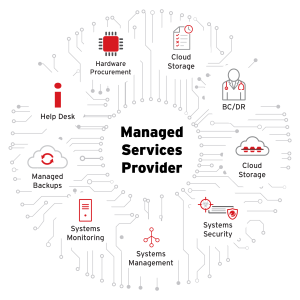 Hardware
Procurement
Cloud
Storage
Help Desk
BC/DR
Managed
Services
Provider
Managed
Backups
Cloud
Storage
Systems
Monitoring
Systems
Security
Systems
Management